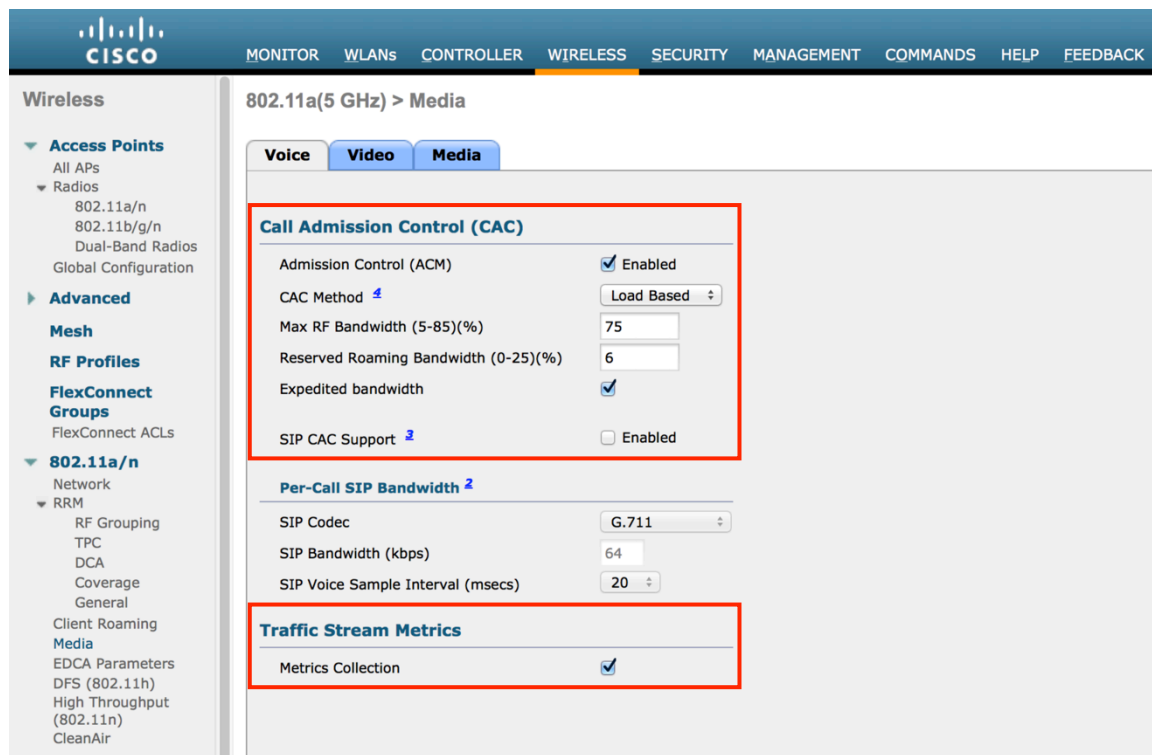 CISCO
MONITOR WLANs CONTROLLER WIRELESS SECURITY MANAGEMENT COMMANDS HELP FEEDBACK
Wireless
Access Points
All APs
Radios
802.11a/n
802.11b/g/n
Dual-Band Radios
Global Configuration
Advanced
Mesh
RF Profiles
FlexConnect
Groups
FlexConnect ACLs
802.11a/n
Network
RRM
RF Grouping
TPC
DCA
Coverage
General
Client Roaming
Media
EDCA Parameters
DFS (802.11h)
High Throughput
(802.11n)
CleanAir
802.11a(5 GHz) > Media
Voice Video Media
Call Admission Control (CAC)
Admission Control (ACM) Enabled
CAC Method 4 Load Based
Max RF Bandwidth (5-85)(%) 75
Reserved Roaming Bandwidth (0-25)(%) 6
Expedited bandwidth
SIP CAC Support 3 Enabled
Per-Call SIP Bandwidth 2
SIP Codec G.711
SIP Bandwidth (kbps) 64
SIP Voice Sample Interval (msecs) 20
Traffic Stream Metrics
Metrics Collection